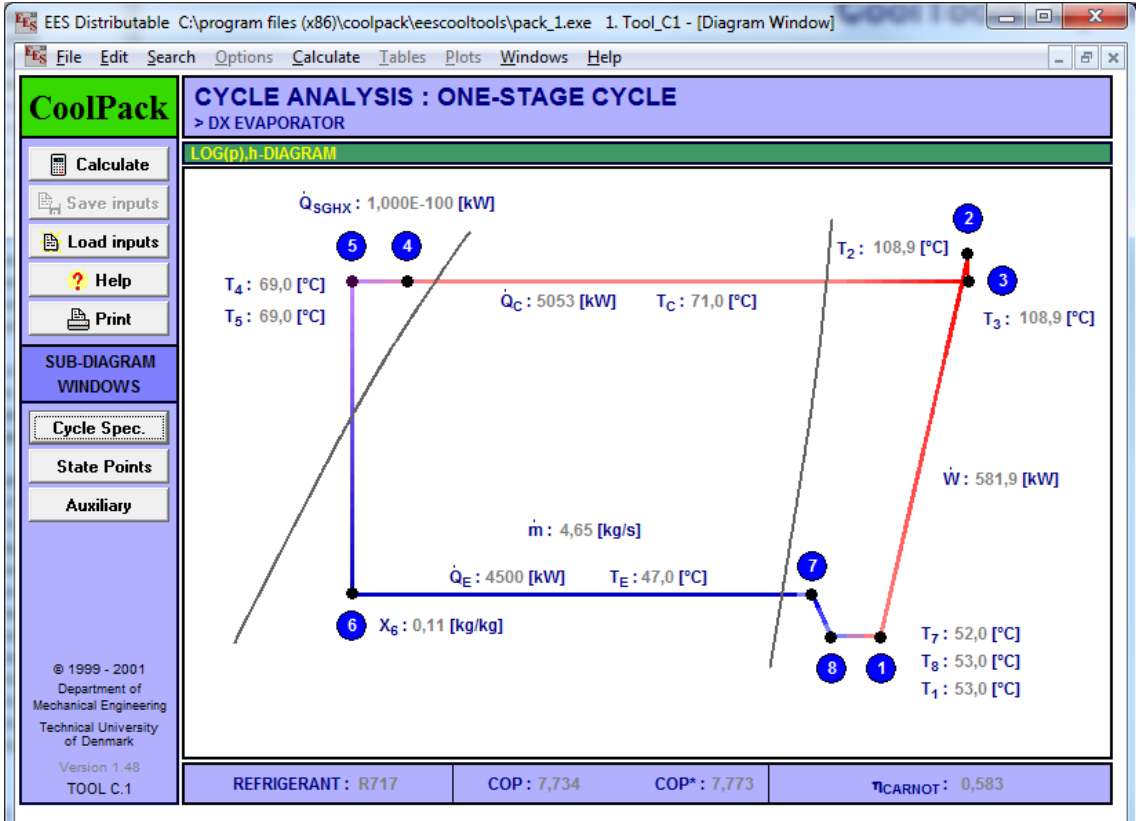 EES Distributable C:\program files (x86)\coolpack\eescooltools\pack_1.exe 1. Tool_C1 - [Diagram Window]
File Edit Search Options Calculate Tables Plots Windows Help
CoolPack
CYCLE ANALYSIS : ONE-STAGE CYCLE
> DX EVAPORATOR
LOG(p),h-DIAGRAM
Calculate
Save inputs
Load inputs
Help
Print
SUB-DIAGRAM
WINDOWS
Cycle Spec.
State Points
Auxiliary
© 1999 - 2001
Department of
Mechanical Engineering
Technical University
of Denmark
Version 1.48
TOOL C.1
Q̇SGHX : 1,000E-100 [kW]
5
4
2
T2 : 108,9 [°C]
3
T4 : 69,0 [°C]
T5 : 69,0 [°C]
Q̇C : 5053 [kW] TC : 71,0 [°C]
T3 : 108,9 [°C]
Ẇ : 581,9 [kW]
ṁ : 4,65 [kg/s]
Q̇E : 4500 [kW] TE : 47,0 [°C]
7
6
X6 : 0,11 [kg/kg]
8
1
T7 : 52,0 [°C]
T8 : 53,0 [°C]
T1 : 53,0 [°C]
REFRIGERANT : R717 COP : 7,734 COP* : 7,773 ηCARNOT : 0,583